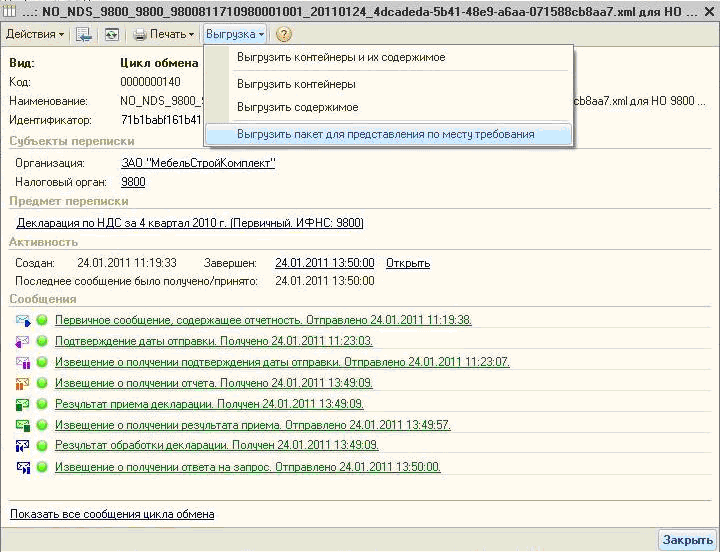 ...: NO_NDS_9800_9800_9800811710980001001_20110124_4dcadeda-5b41-48e9-a6aa-071588cb8aa7.xml для НО ...
Действия Печать Выгрузка ?
Выгрузить контейнеры и их содержимое
Выгрузить контейнеры
Выгрузить содержимое
Выгрузить пакет для представления по месту требования
Вид: Цикл обмена
Код: 0000000140
Наименование: NO_NDS_9800_9 cb8aa7.xml для НО 9800 ...
Идентификатор: 71b1babf161b41
Субъекты переписки
Организация: ЗАО "МебельСтройКомплект"
Налоговый орган: 9800
Предмет переписки
Декларация по НДС за 4 квартал 2010 г. (Первичный. ИФНС: 9800)
Активность
Создан: 24.01.2011 11:19:33 Завершен: 24.01.2011 13:50:00 Открыть
Последнее сообщение было получено/принято: 24.01.2011 13:50:00
Сообщения
Первичное сообщение, содержащее отчетность. Отправлено 24.01.2011 11:19:38.
Подтверждение даты отправки. Получено 24.01.2011 11:23:03.
Извещение о получении подтверждения даты отправки. Отправлено 24.01.2011 11:23:07.
Извещение о получении отчета. Получено 24.01.2011 13:49:09.
Результат приема декларации. Получен 24.01.2011 13:49:09.
Извещение о получении результата приема. Отправлено 24.01.2011 13:49:57.
Результат обработки декларации. Получен 24.01.2011 13:49:09.
Извещение о получении ответа на запрос. Отправлено 24.01.2011 13:50:00.
Показать все сообщения цикла обмена
Закрыть